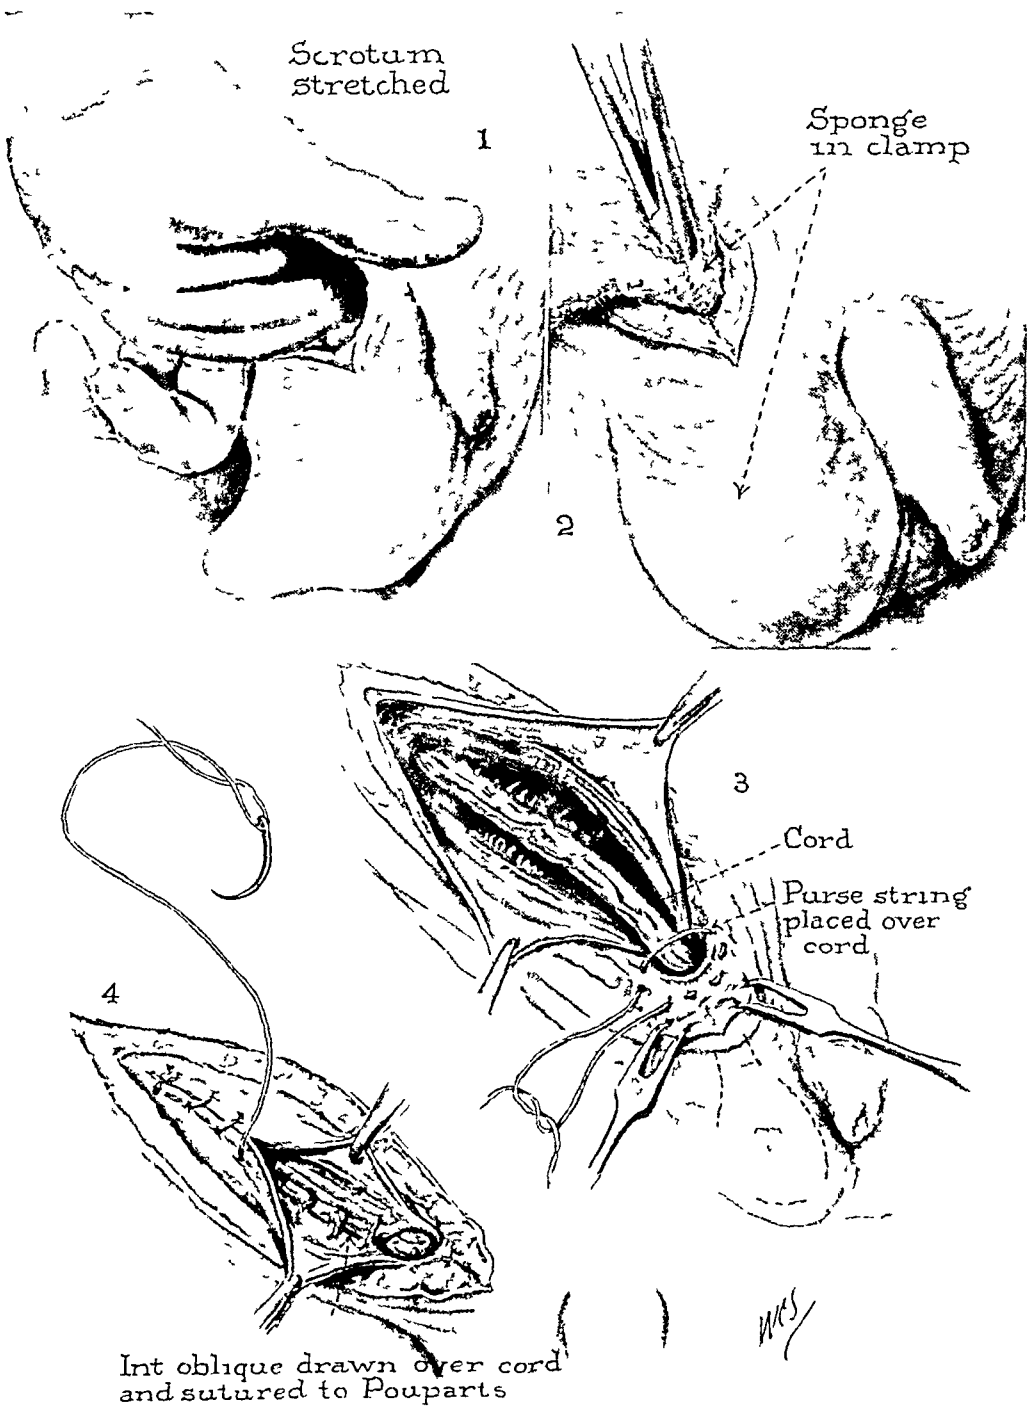 Scrotum
stretched
1
Sponge
in clamp
2
3
Cord
Purse string
placed over
cord
4
Int oblique drawn over cord
and sutured to Pouparts